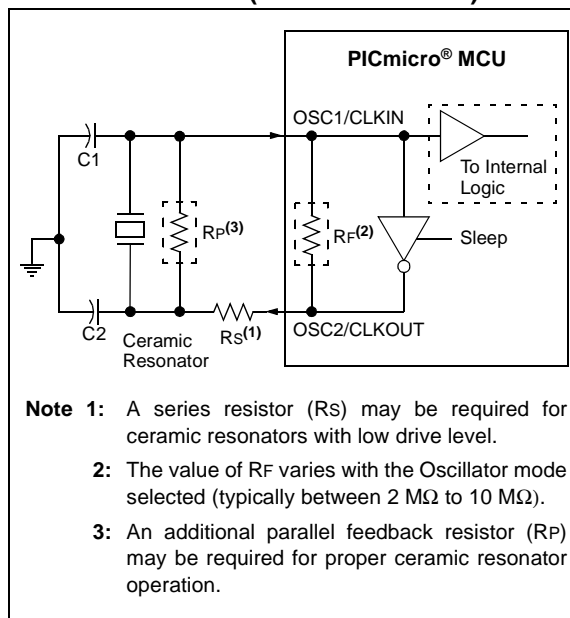 PICmicro® MCU
OSC1/CLKIN
C1
To Internal
Logic
RP(3)
RF(2)
Sleep
C2
Ceramic
Resonator
RS(1)
OSC2/CLKOUT
Note 1: A series resistor (RS) may be required for
ceramic resonators with low drive level.
2: The value of RF varies with the Oscillator mode
selected (typically between 2 MΩ to 10 MΩ).
3: An additional parallel feedback resistor (RP)
may be required for proper ceramic resonator
operation.